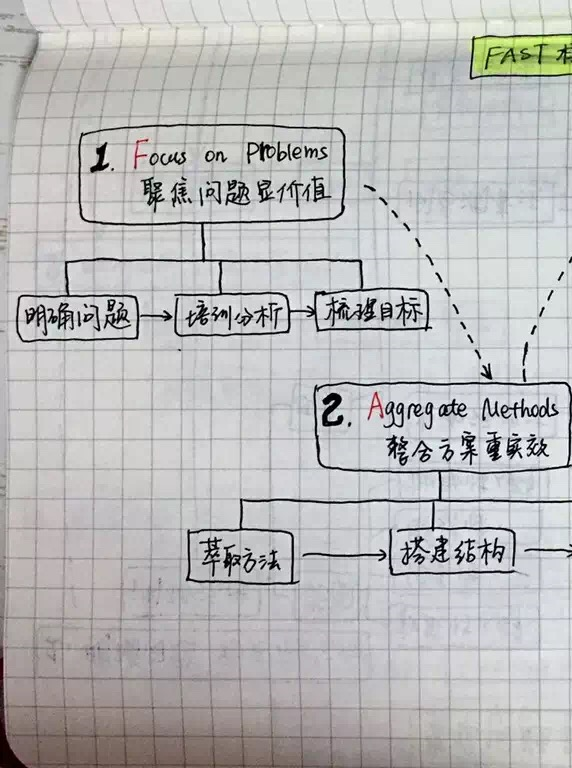 FAST
1. Focus on Problems
聚焦问题显价值
明确问题
培训分析
梳理目标
2. Aggregate Methods
整合方案重实效
萃取方法
搭建结构